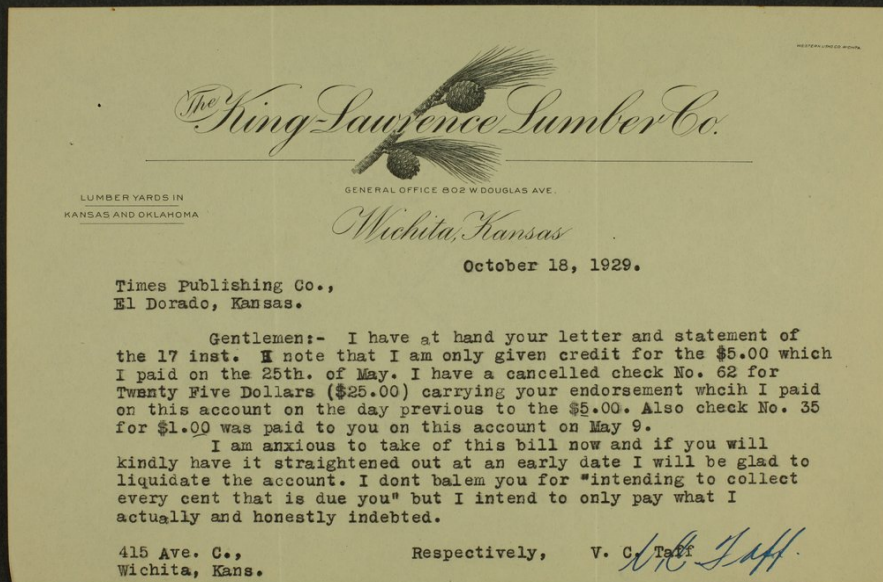 WESTERN LITHO CO. WICHITA
The King-Lawrence Lumber Co.
GENERAL OFFICE 802 W DOUGLAS AVE.
LUMBER YARDS IN
KANSAS AND OKLAHOMA
Wichita, Kansas
October 18, 1929.
Times Publishing Co.,
El Dorado, Kansas.
Gentlemen:- I have at hand your letter and statement of
the 17 inst. I note that I am only given credit for the $5.00 which
I paid on the 25th. of May. I have a cancelled check No. 62 for
Twenty Five Dollars ($25.00) carrying your endorsement whcih I paid
on this account on the day previous to the $5.00. Also check No. 35
for $1.00 was paid to you on this account on May 9.
I am anxious to take of this bill now and if you will
kindly have it straightened out at an early date I will be glad to
liquidate the account. I dont balem you for "intending to collect
every cent that is due you" but I intend to only pay what I
actually and honestly indebted.
415 Ave. C., Respectively, V. C. Taff
Wichita, Kans.
V C Taff.